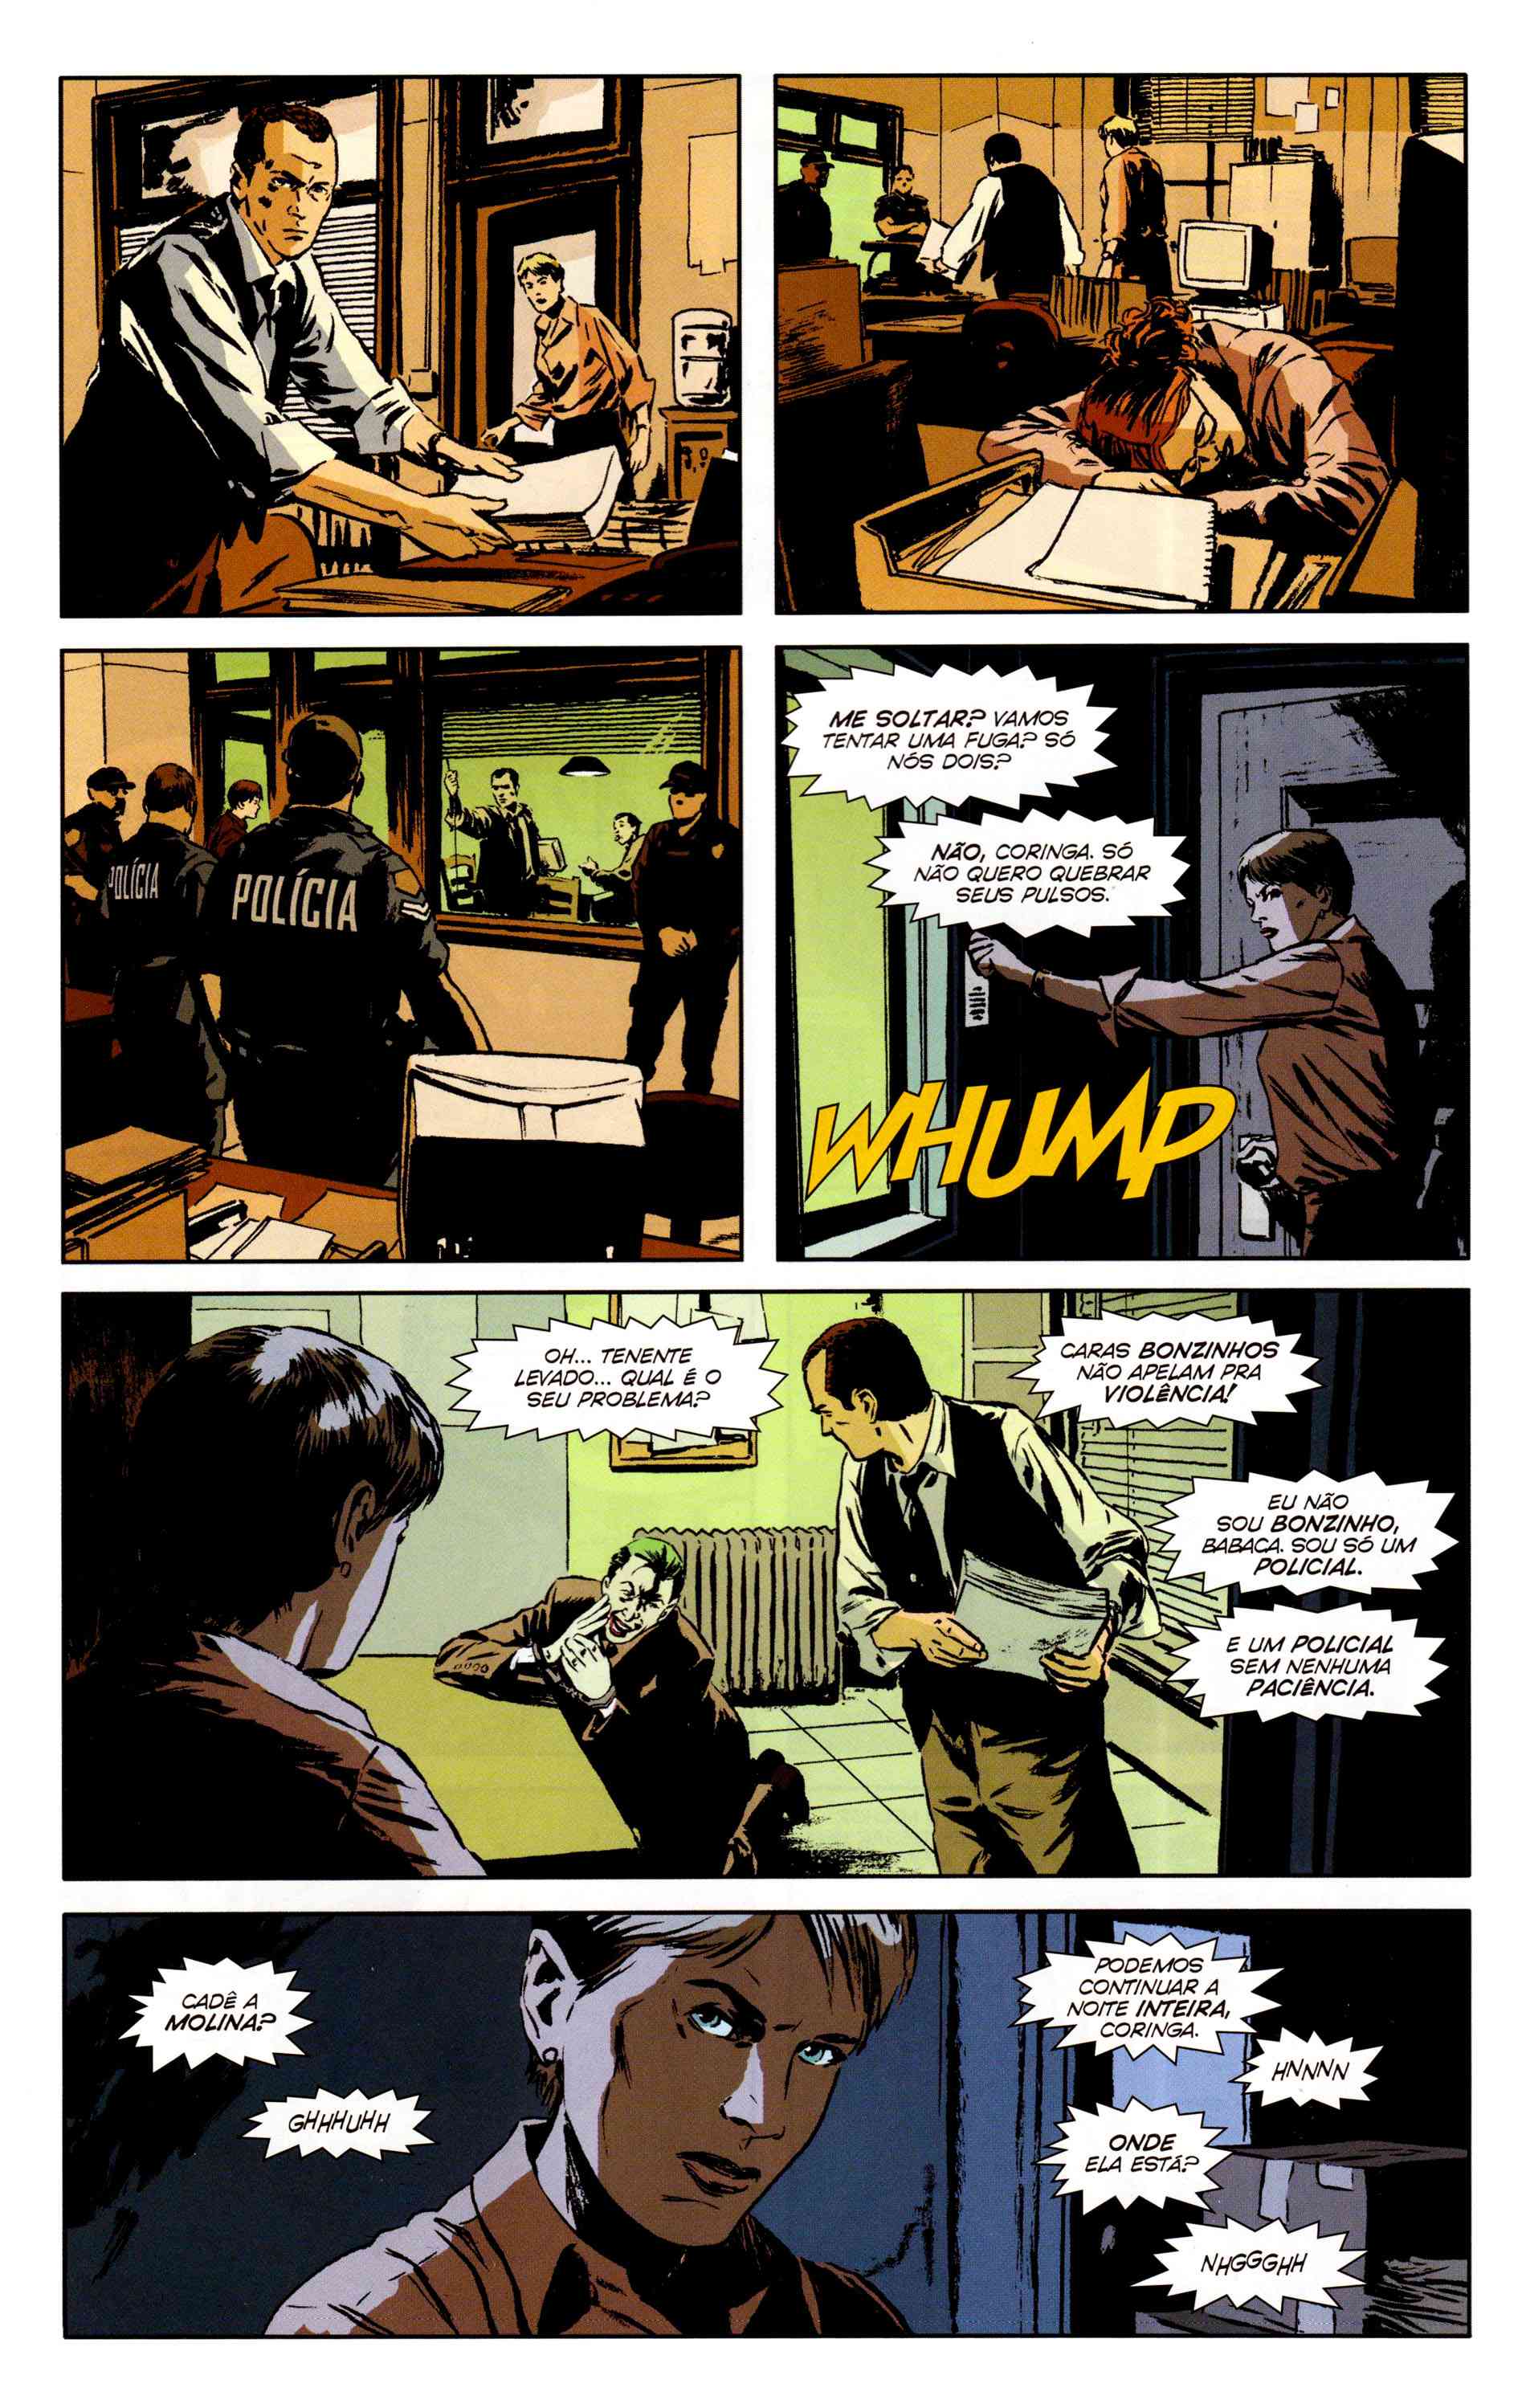 POLÍCIA
POLÍCIA
ME SOLTAR? VAMOS
TENTAR UMA FUGA? SÓ
NÓS DOIS?
NÃO, CORINGA. SÓ
NÃO QUERO QUEBRAR
SEUS PULSOS.
WHUMP
OH... TENENTE
LEVADO... QUAL É O
SEU PROBLEMA?
CARAS BONZINHOS
NÃO APELAM PRA
VIOLÊNCIA!
EU NÃO
SOU BONZINHO,
BABACA. SOU SÓ UM
POLICIAL.
E UM POLICIAL
SEM NENHUMA
PACIÊNCIA.
CADÊ A
MOLINA?
GHHHUHH
PODEMOS
CONTINUAR A
NOITE INTEIRA,
CORINGA.
HNNNN
ONDE
ELA ESTÁ?
NHGGGHH